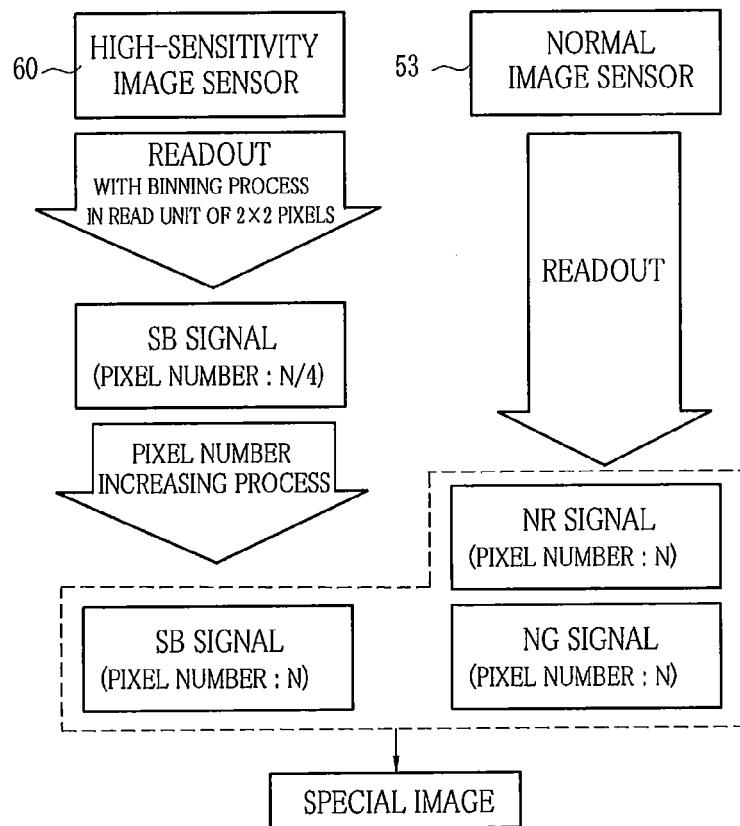 60
HIGH-SENSITIVITY
IMAGE SENSOR
53
NORMAL
IMAGE SENSOR
READOUT
WITH BINNING PROCESS
IN READ UNIT OF 2×2 PIXELS
READOUT
SB SIGNAL
(PIXEL NUMBER : N/4)
PIXEL NUMBER
INCREASING PROCESS
NR SIGNAL
(PIXEL NUMBER : N)
SB SIGNAL
(PIXEL NUMBER : N)
NG SIGNAL
(PIXEL NUMBER : N)
SPECIAL IMAGE